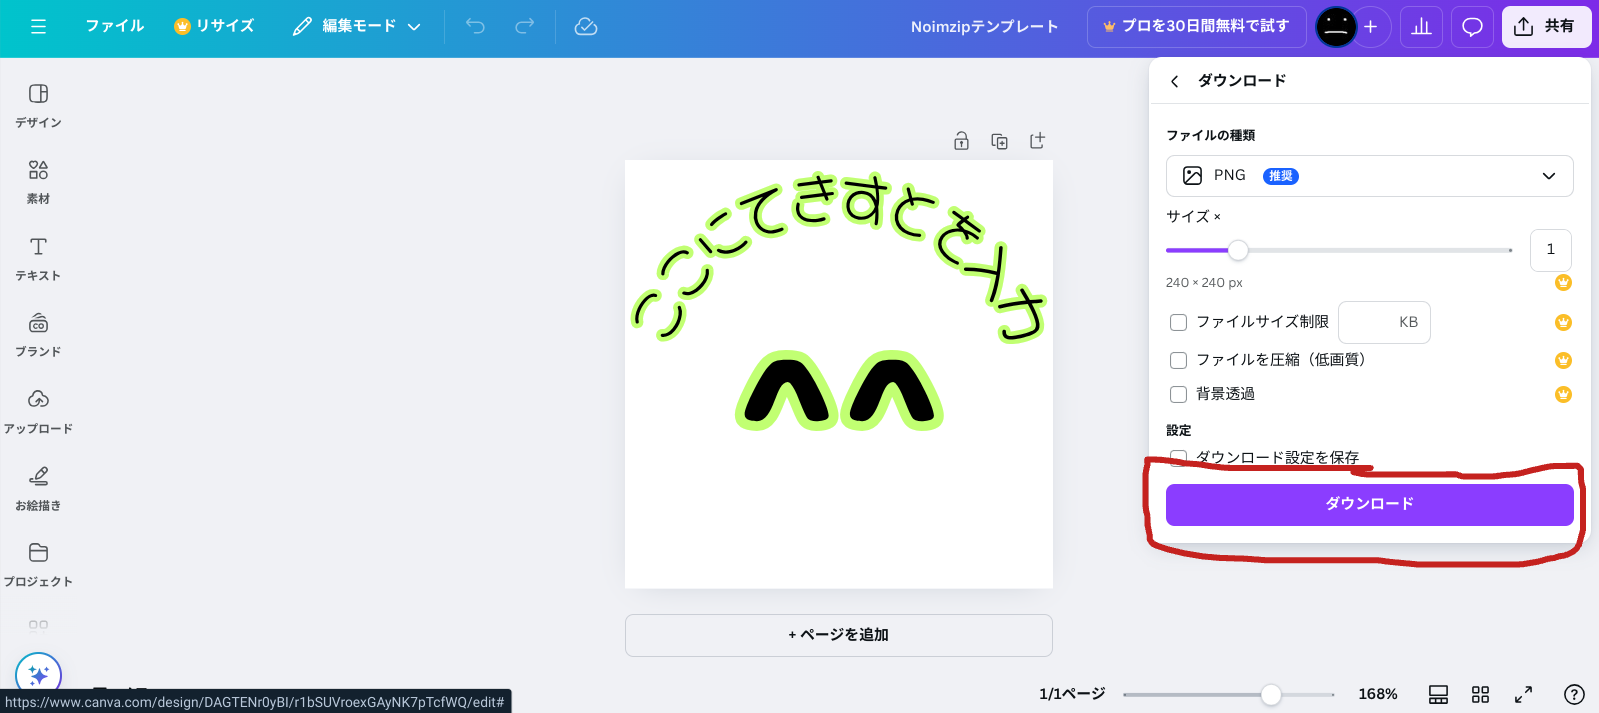 ファイル
リサイズ
編集モード
Noimzipテンプレート
プロを30日間無料で試す
共有
デザイン
素材
テキスト
CO
ブランド
アップロード
お絵描き
プロジェクト
ここにてきすとをメカ
^^
+ ページを追加
ダウンロード
ファイルの種類
PNG 推奨
サイズ ×
1
240 × 240 px
ファイルサイズ制限 KB
ファイルを圧縮（低画質）
背景透過
設定
ダウンロード設定を保存
ダウンロード
1/1ページ
168%
https://www.canva.com/design/DAGTENr0yBI/r1bSUVroexGAyNK7pTcfWQ/edit#